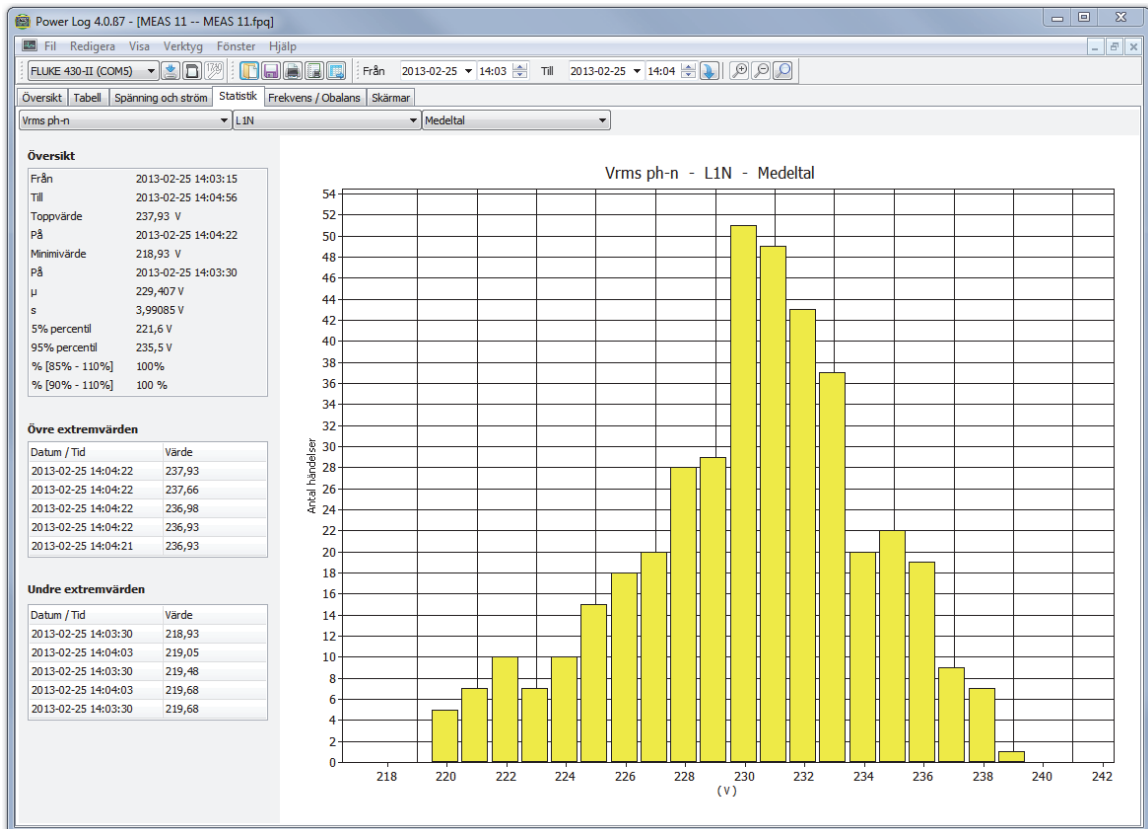 Power Log 4.0.ß7 - [MEAS 11 -- MEAS 11.fpq]
Fil Redigera Visa Verktyg Fönster Hjälp
FLUKE 430-II (COM5) Från 2013-02-25 14:03 Till 2013-02-25 14:04
Översikt Tabell Spänning och ström Statistik Frekvens / Obalans Skärmar
Vrms ph-n L1N Medeltal
Översikt
Från 2013-02-25 14:03:15
Till 2013-02-25 14:04:56
Toppvärde 237,93 V
På 2013-02-25 14:04:22
Minimivärde 218,93 V
På 2013-02-25 14:03:30
µ 229,407 V
s 3,99085 V
5% percentil 221,6 V
95% percentil 235,5 V
% [85% - 110%] 100%
% [90% - 110%] 100 %
Övre extremvärden
Datum / Tid Värde
2013-02-25 14:04:22 237,93
2013-02-25 14:04:22 237,66
2013-02-25 14:04:22 236,98
2013-02-25 14:04:22 236,93
2013-02-25 14:04:21 236,93
Undre extremvärden
Datum / Tid Värde
2013-02-25 14:03:30 218,93
2013-02-25 14:04:03 219,05
2013-02-25 14:03:30 219,48
2013-02-25 14:04:03 219,68
2013-02-25 14:03:30 219,68
Vrms ph-n - L1N - Medeltal
54
52
50
48
46
44
42
40
38
36
34
32
30
28
26
24
22
20
18
16
14
12
10
8
6
4
2
0
Antal händelser
218 220 222 224 226 228 230 232 234 236 238 240 242
(V)